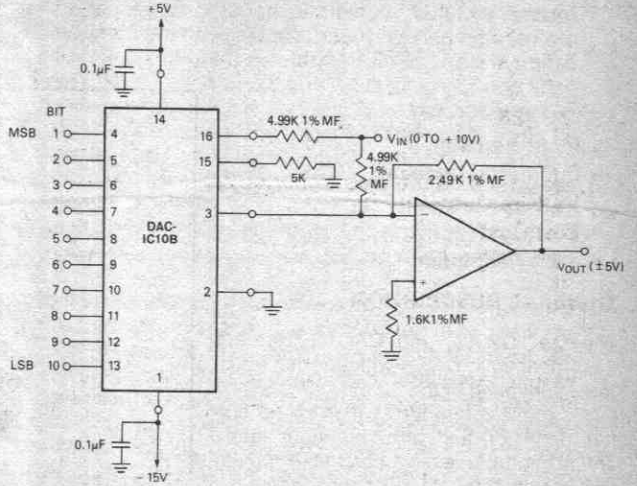 +5V
0.1µF
14
BIT
MSB 1 4
2 5
3 6
4 7
5 8
6 9
7 10
8 11
9 12
LSB 10 13
DAC-
IC10B
16
15
3
2
1
4.99K 1% MF
VIN (0 TO +10V)
5K
4.99K
1%
MF
2.49K 1% MF
−
+
VOUT (±5V)
1.6K1%MF
0.1µF
−15V